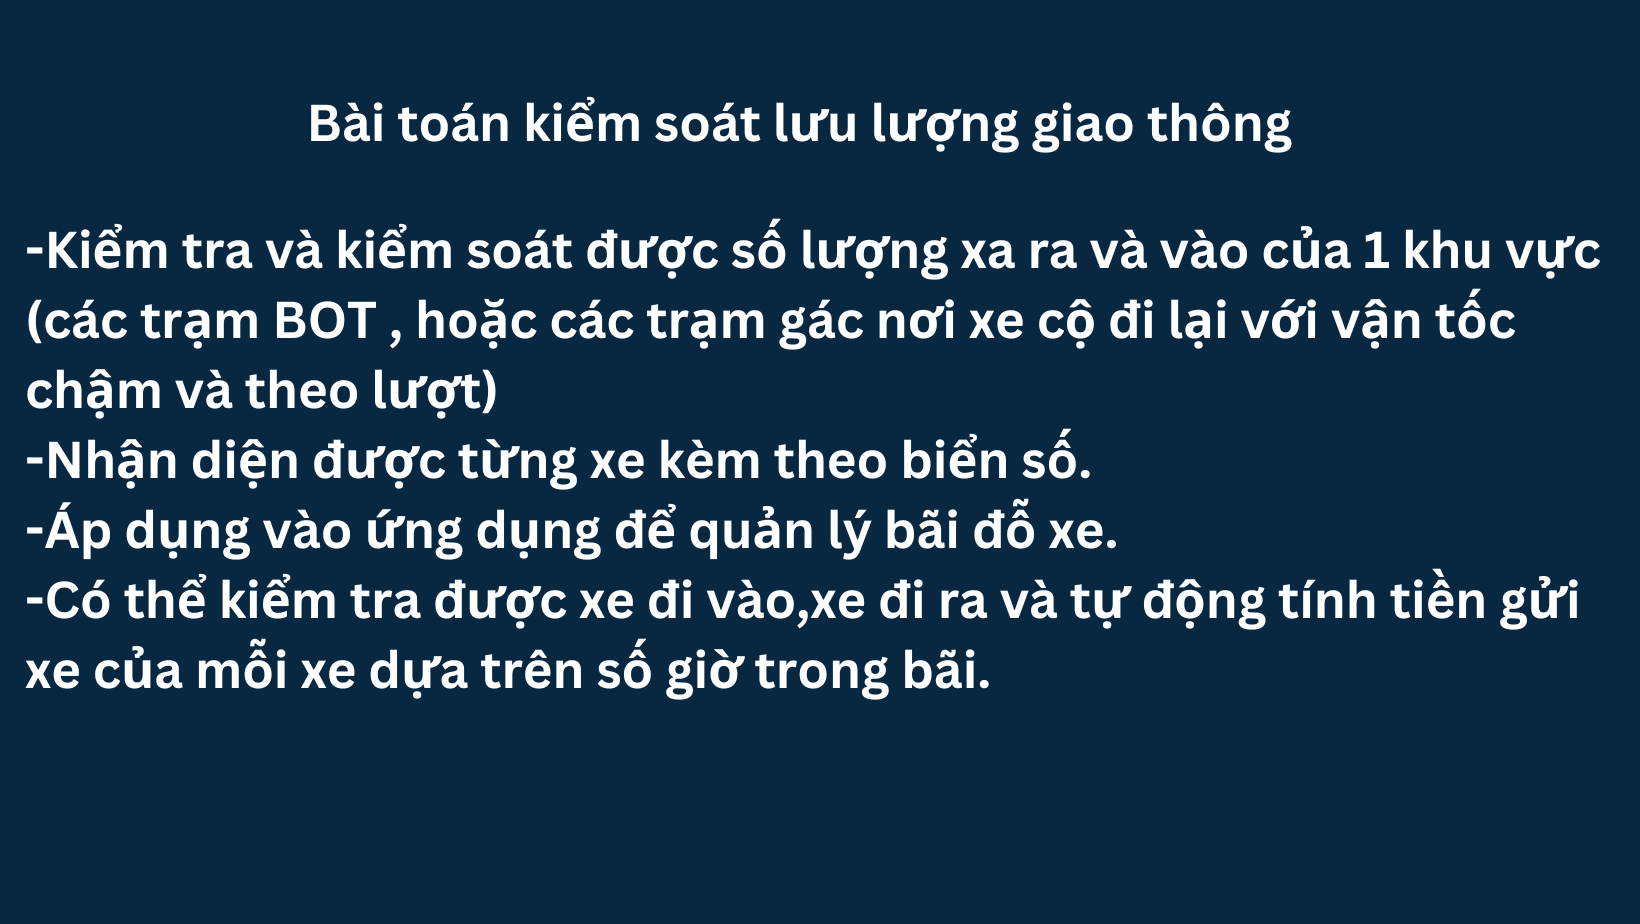 Bài toán kiểm soát lưu lượng giao thông
-Kiểm tra và kiểm soát được số lượng xa ra và vào của 1 khu vực
(các trạm BOT , hoặc các trạm gác nơi xe cộ đi lại với vận tốc
chậm và theo lượt)
-Nhận diện được từng xe kèm theo biển số.
-Áp dụng vào ứng dụng để quản lý bãi đỗ xe.
-Có thể kiểm tra được xe đi vào,xe đi ra và tự động tính tiền gửi
xe của mỗi xe dựa trên số giờ trong bãi.